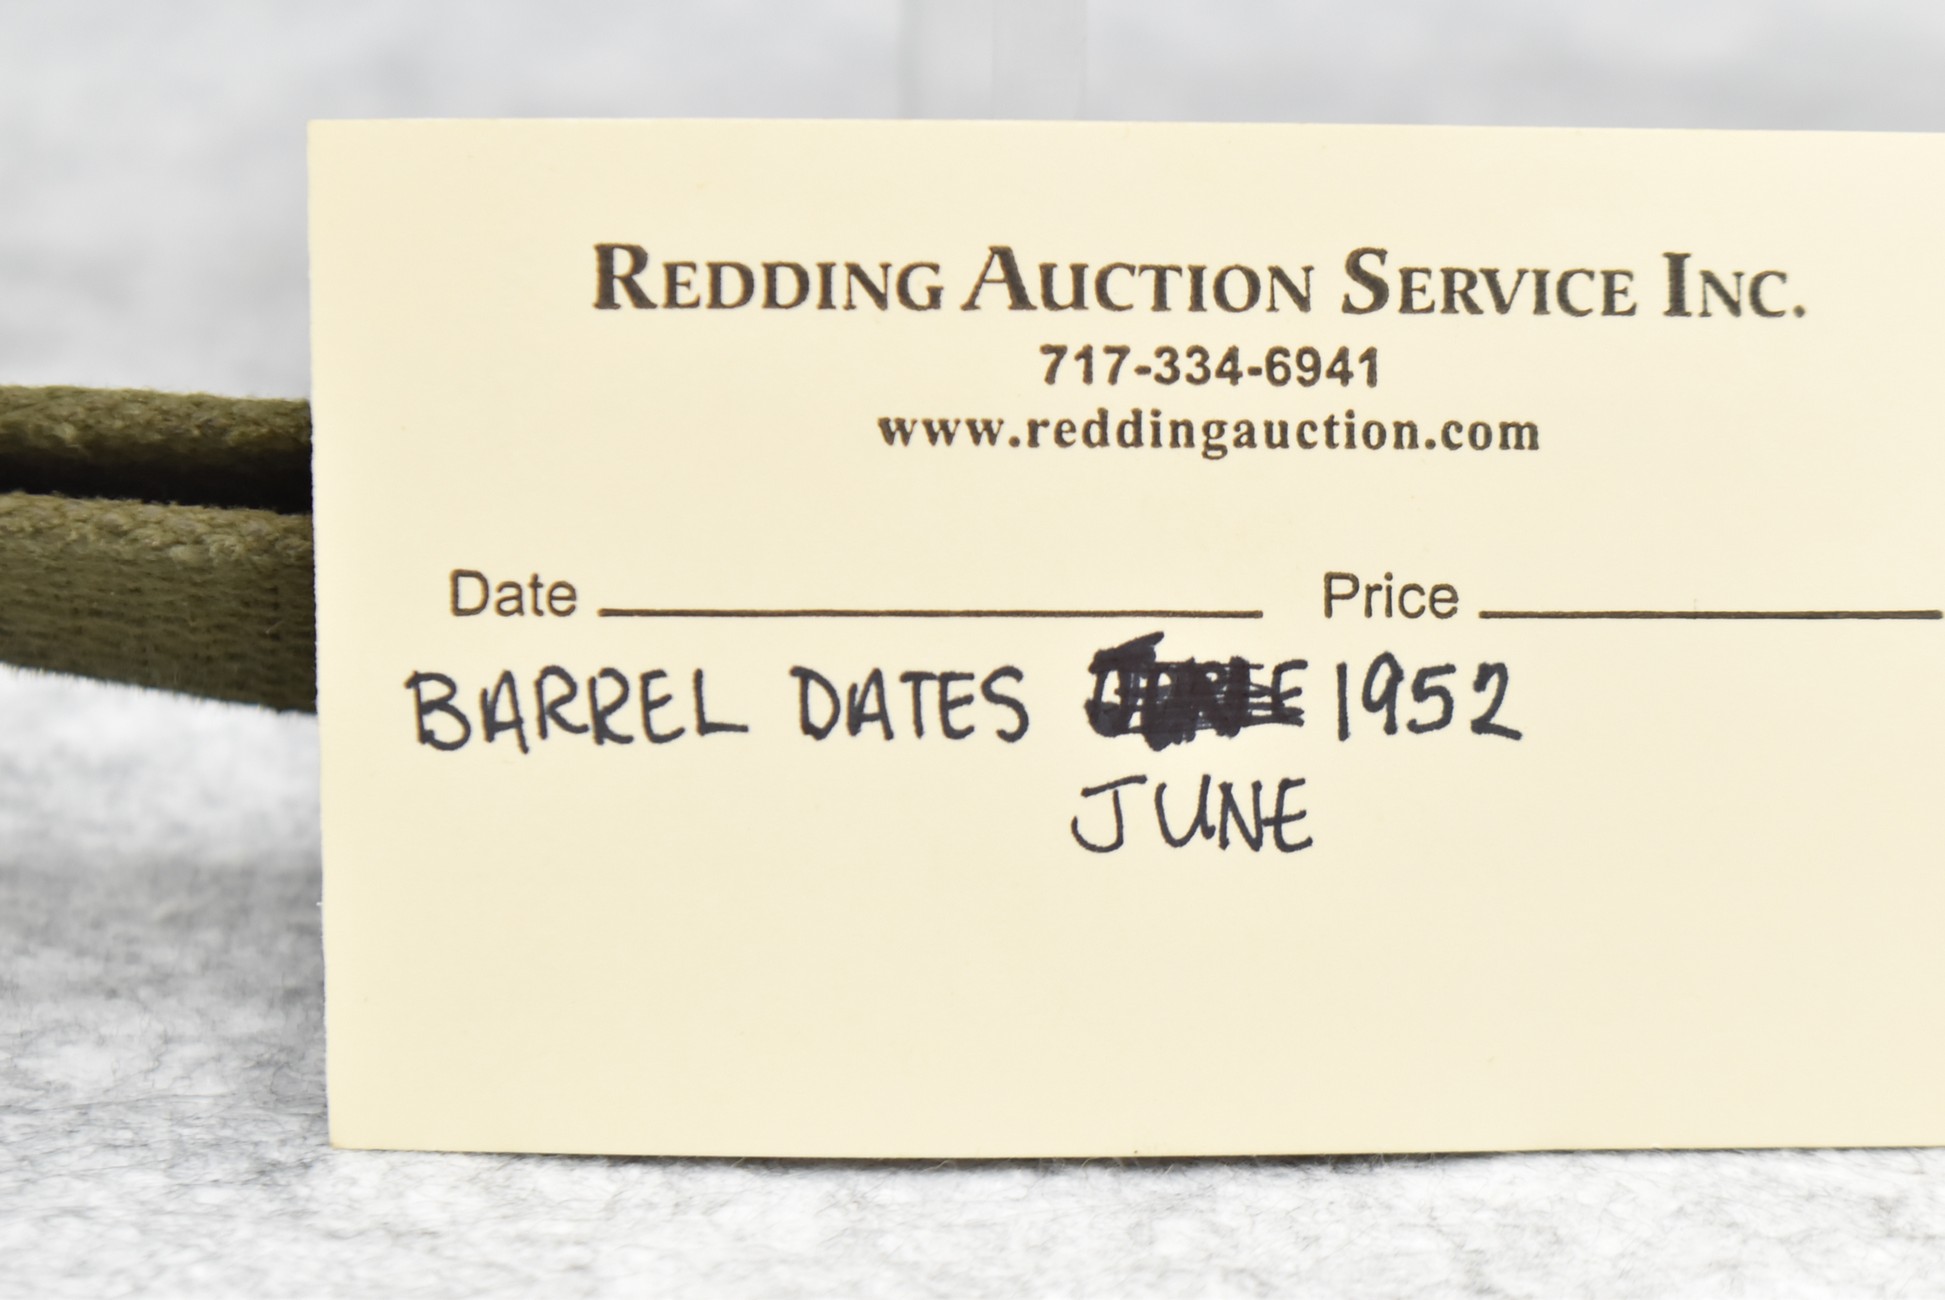 REDDING AUCTION SERVICE INC.
717-334-6941
www.reddingauction.com
Date Price
BARREL DATES 1952
JUNE